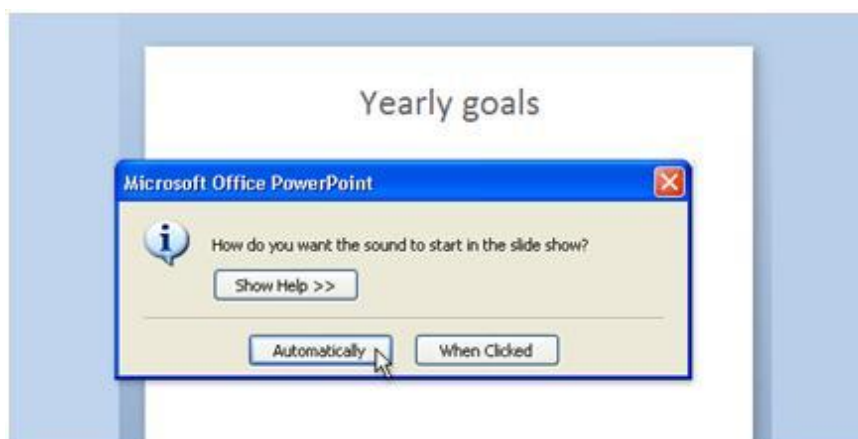 Yearly goals
Microsoft Office PowerPoint
How do you want the sound to start in the slide show?
Show Help >>
Automatically When Clicked